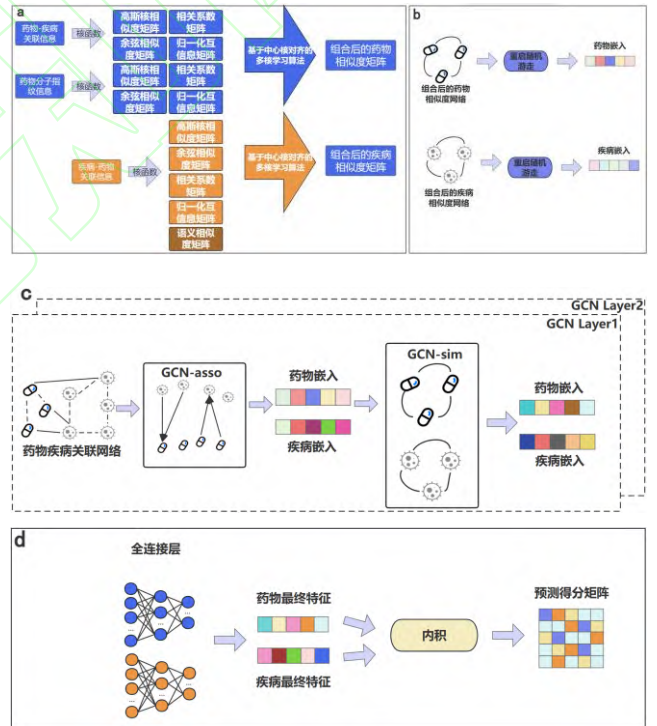 a
药物-疾病
关联信息
核函数
高斯核相
似度矩阵
相关系数
矩阵
余弦相似
度矩阵
归一化互
信息矩阵
药物分子指
纹信息
核函数
高斯核相
似度矩阵
相关系数
矩阵
余弦相似
度矩阵
归一化互
信息矩阵
基于中心核对齐的
多核学习算法
组合后的药物
相似度矩阵
疾病-药物
关联信息
核函数
高斯核相
似度矩阵
余弦相似
度矩阵
相关系数
矩阵
归一化互
信息矩阵
语义相似
度矩阵
基于中心核对齐的
多核学习算法
组合后的疾病
相似度矩阵
b
组合后的药物
相似度网络
重启随机
游走
药物嵌入
组合后的疾病
相似度网络
重启随机
游走
疾病嵌入
c
GCN Layer2
GCN Layer1
药物疾病关联网络
GCN-asso
药物嵌入
疾病嵌入
GCN-sim
药物嵌入
疾病嵌入
d
全连接层
...
...
...
...
...
...
药物最终特征
疾病最终特征
内积
预测得分矩阵